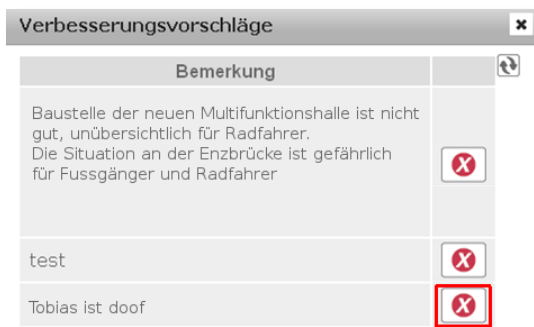 Verbesserungsvorschläge
Bemerkung
Baustelle der neuen Multifunktionshalle ist nicht
gut, unübersichtlich für Radfahrer.
Die Situation an der Enzbrücke ist gefährlich
für Fussgänger und Radfahrer
test
Tobias ist doof